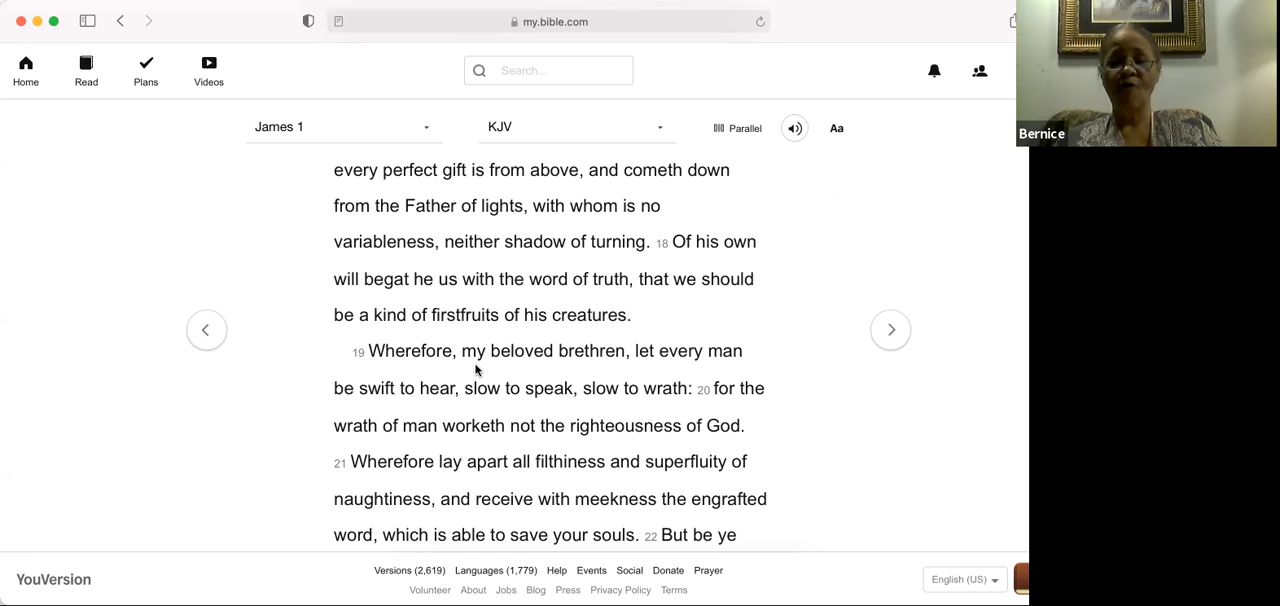 my.bible.com
Home
Read
Plans
Videos
Search...
James 1
KJV
Parallel
Aa
Bernice
every perfect gift is from above, and cometh down
from the Father of lights, with whom is no
variableness, neither shadow of turning. 18 Of his own
will begat he us with the word of truth, that we should
be a kind of firstfruits of his creatures.
19 Wherefore, my beloved brethren, let every man
be swift to hear, slow to speak, slow to wrath: 20 for the
wrath of man worketh not the righteousness of God.
21 Wherefore lay apart all filthiness and superfluity of
naughtiness, and receive with meekness the engrafted
word, which is able to save your souls. 22 But be ye
YouVersion
Versions (2,619) Languages (1,779) Help Events Social Donate Prayer
Volunteer About Jobs Blog Press Privacy Policy Terms
English (US)